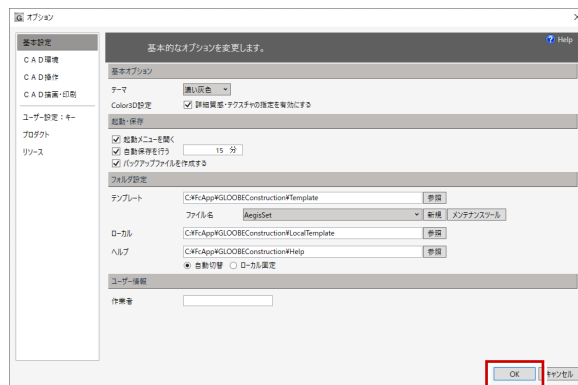 G オプション ×
基本設定
CAD環境
CAD操作
CAD描画・印刷
ユーザー設定：キー
プロダクト
リソース
基本的なオプションを変更します。
? Help
基本オプション
テーマ 濃い灰色
Color3D設定 詳細質感・テクスチャの指定を有効にする
起動・保存
起動メニューを開く
自動保存を行う 15 分
バックアップファイルを作成する
フォルダ設定
テンプレート C:¥FcApp¥GLOOBEConstruction¥Template 参照
ファイル名 AegisSet 新規 メンテナンスツール
ローカル C:¥FcApp¥GLOOBEConstruction¥LocalTemplate 参照
ヘルプ C:¥FcApp¥GLOOBEConstruction¥Help 参照
自動切替 ローカル固定
ユーザー情報
作業者
OK キャンセル